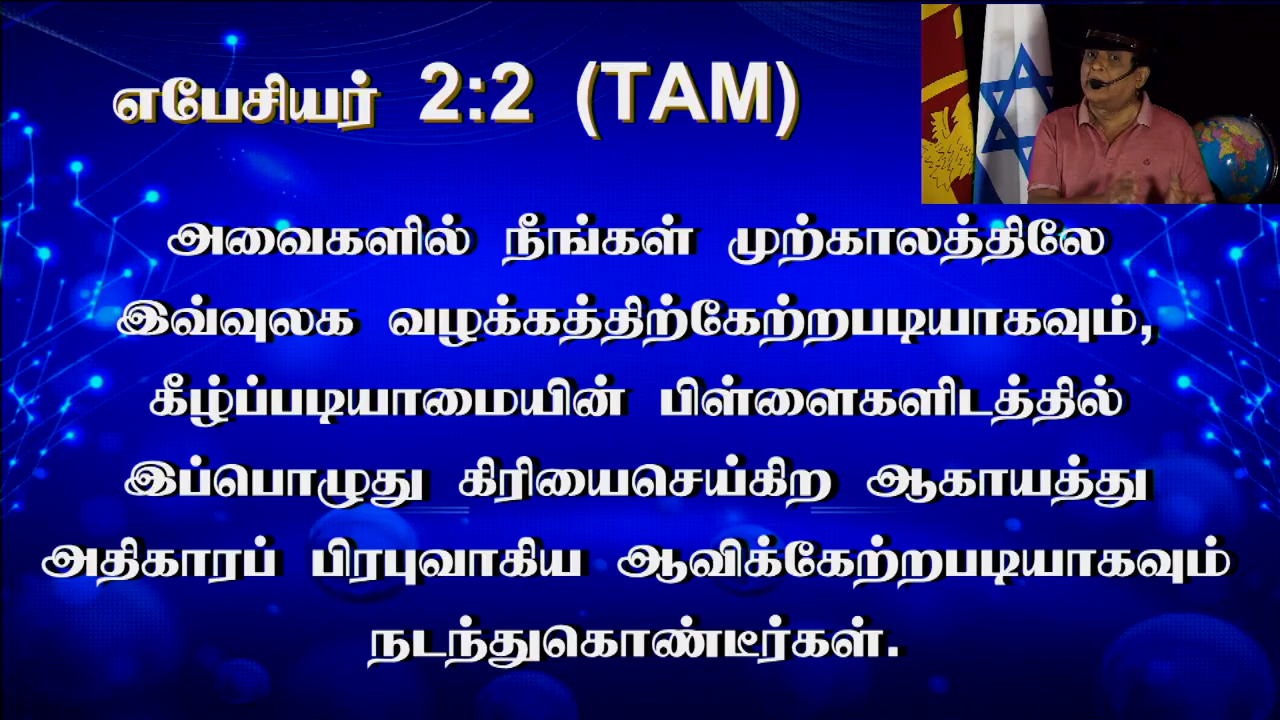 எபேசியர் 2:2 (TAM)
அவைகளில் நீங்கள் முற்காலத்திலே
இவ்வுலக வழக்கத்திற்கேற்றபடியாகவும்,
கீழ்ப்படியாமையின் பிள்ளைகளிடத்தில்
இப்பொழுது கிரியைசெய்கிற ஆகாயத்து
அதிகாரப் பிரபுவாகிய ஆவிக்கேற்றபடியாகவும்
நடந்துகொண்டீர்கள்.